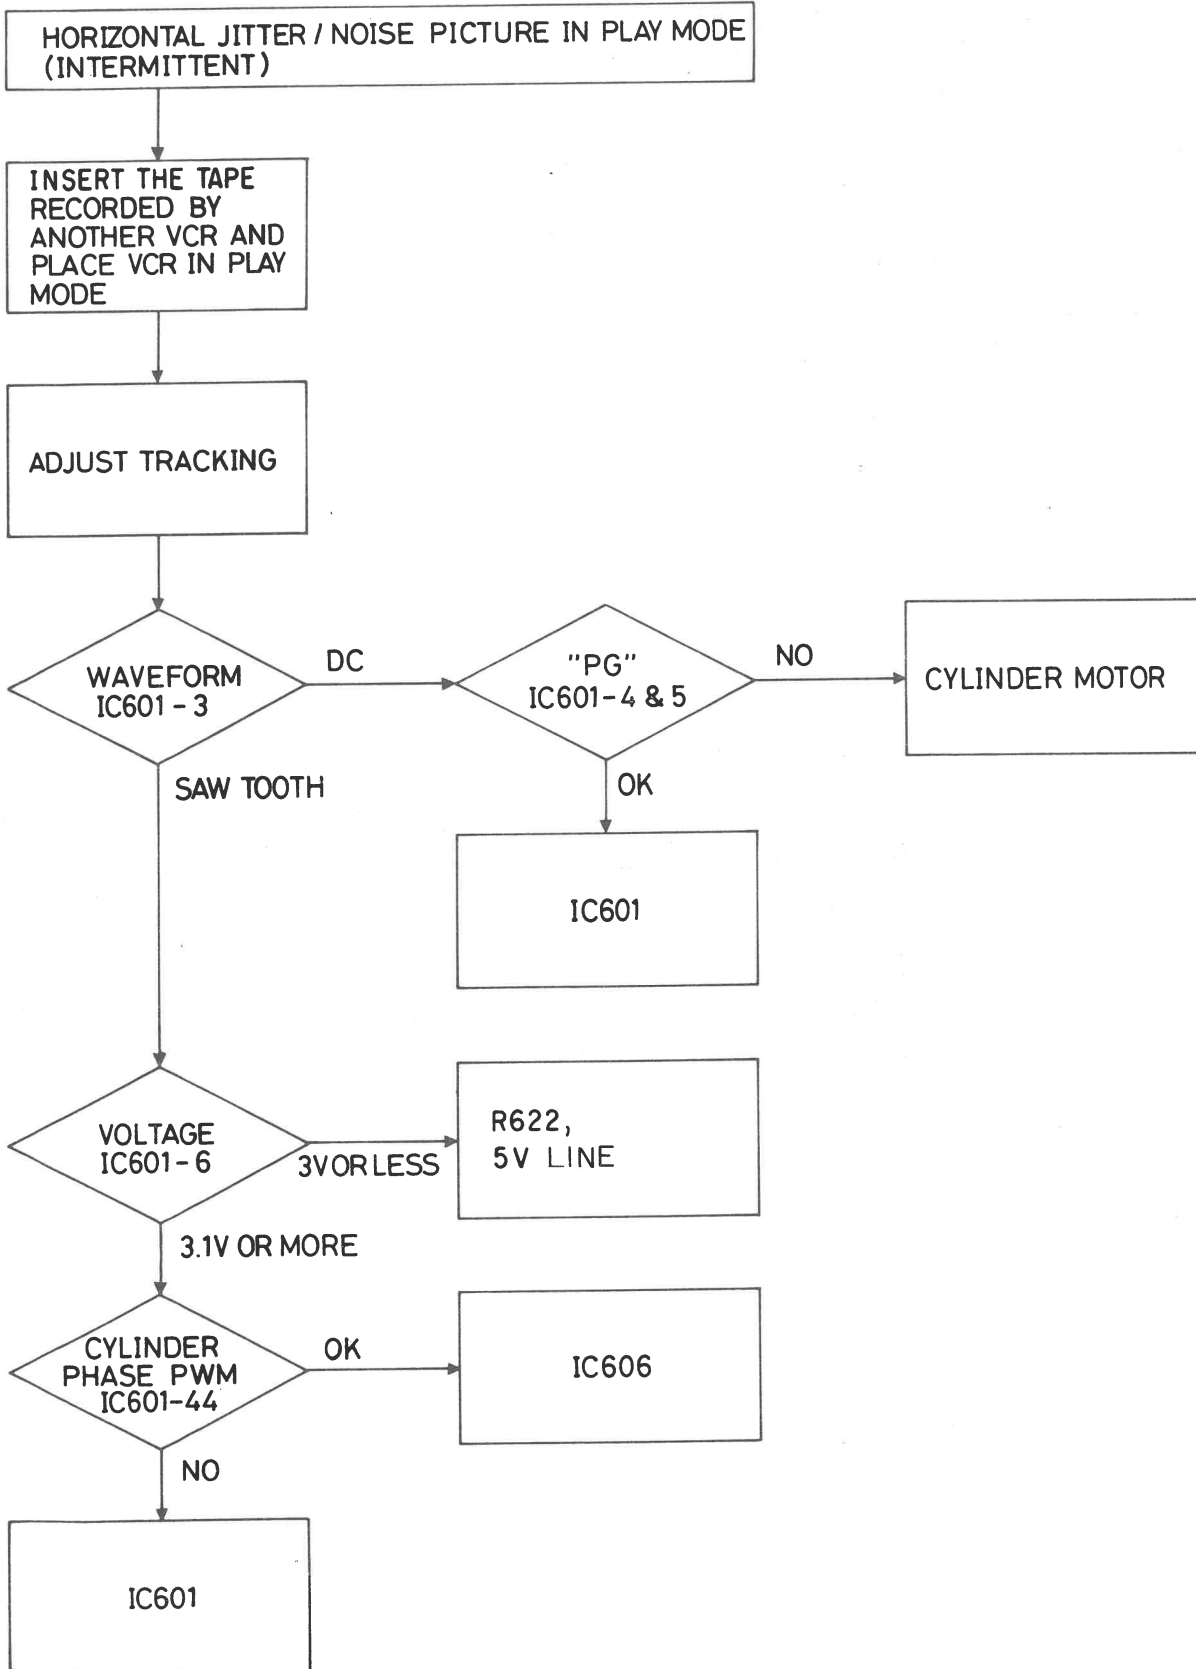 HORIZONTAL JITTER / NOISE PICTURE IN PLAY MODE
(INTERMITTENT)
INSERT THE TAPE
RECORDED BY
ANOTHER VCR AND
PLACE VCR IN PLAY
MODE
ADJUST TRACKING
WAVEFORM
IC601-3
DC
"PG"
IC601-4 & 5
NO
CYLINDER MOTOR
SAW TOOTH
OK
IC601
VOLTAGE
IC601-6
3V OR LESS
R622,
5V LINE
3.1V OR MORE
CYLINDER
PHASE PWM
IC601-44
OK
IC606
NO
IC601